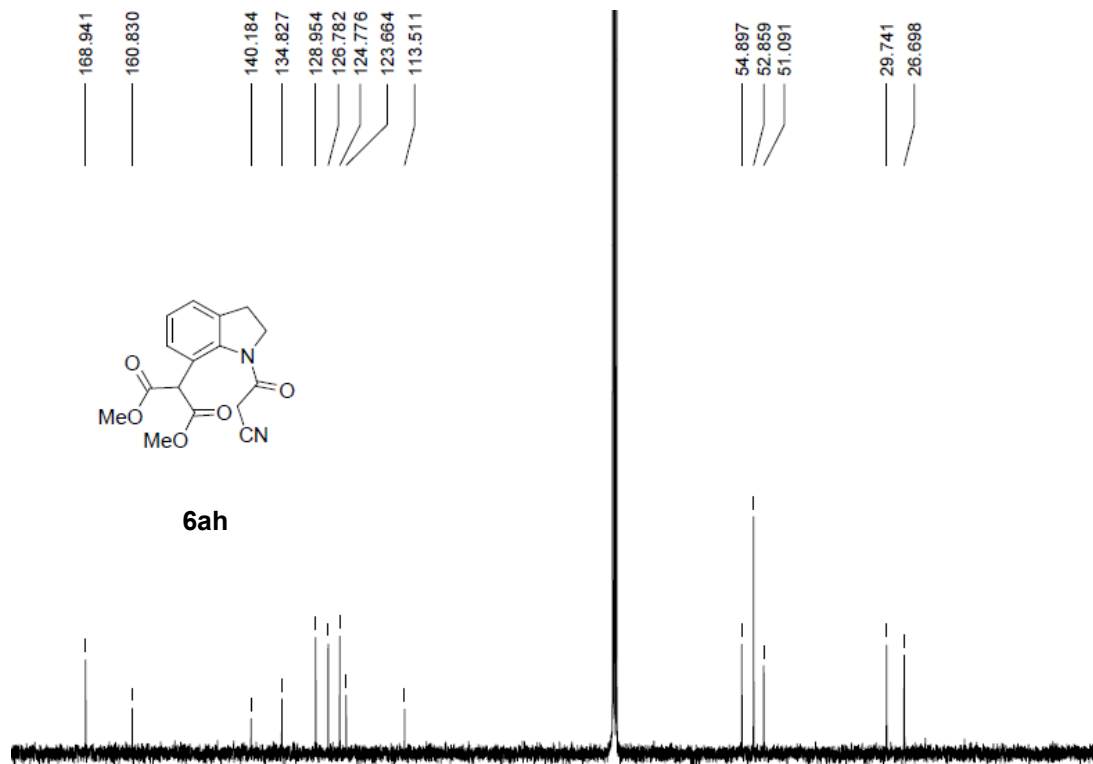 168.941
160.830
140.184
134.827
128.954
126.782
124.776
123.664
113.511
54.897
52.859
51.091
29.741
26.698
N
O
O
O
MeO
MeO
CN
6ah